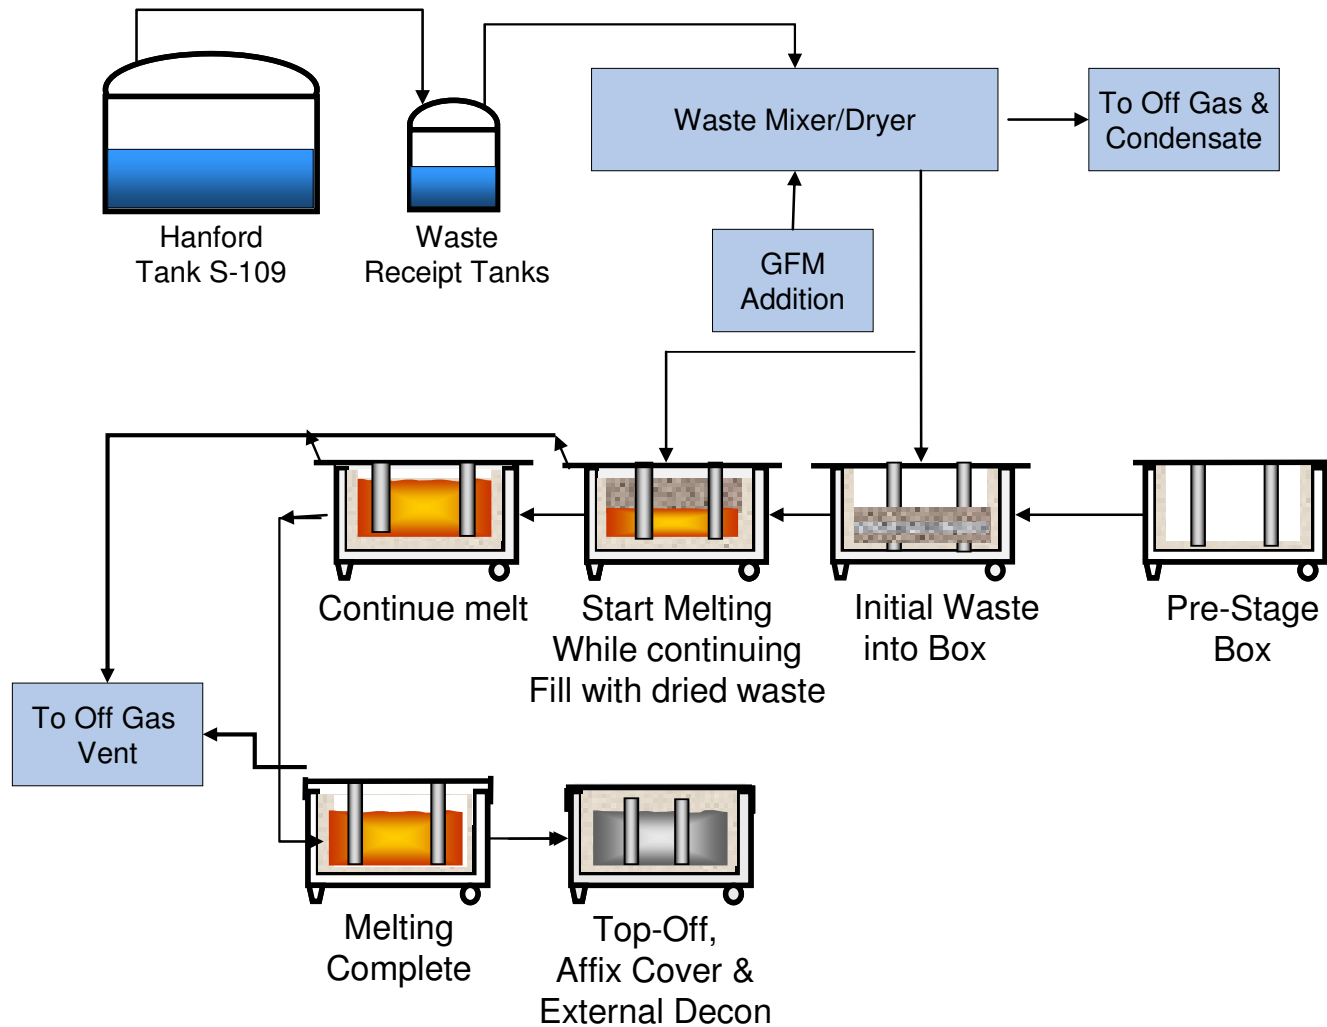 Waste Mixer/Dryer
To Off Gas &
Condensate
Hanford
Tank S-109
Waste
Receipt Tanks
GFM
Addition
Continue melt
Start Melting
While continuing
Fill with dried waste
Initial Waste
into Box
Pre-Stage
Box
To Off Gas
Vent
Melting
Complete
Top-Off,
Affix Cover &
External Decon